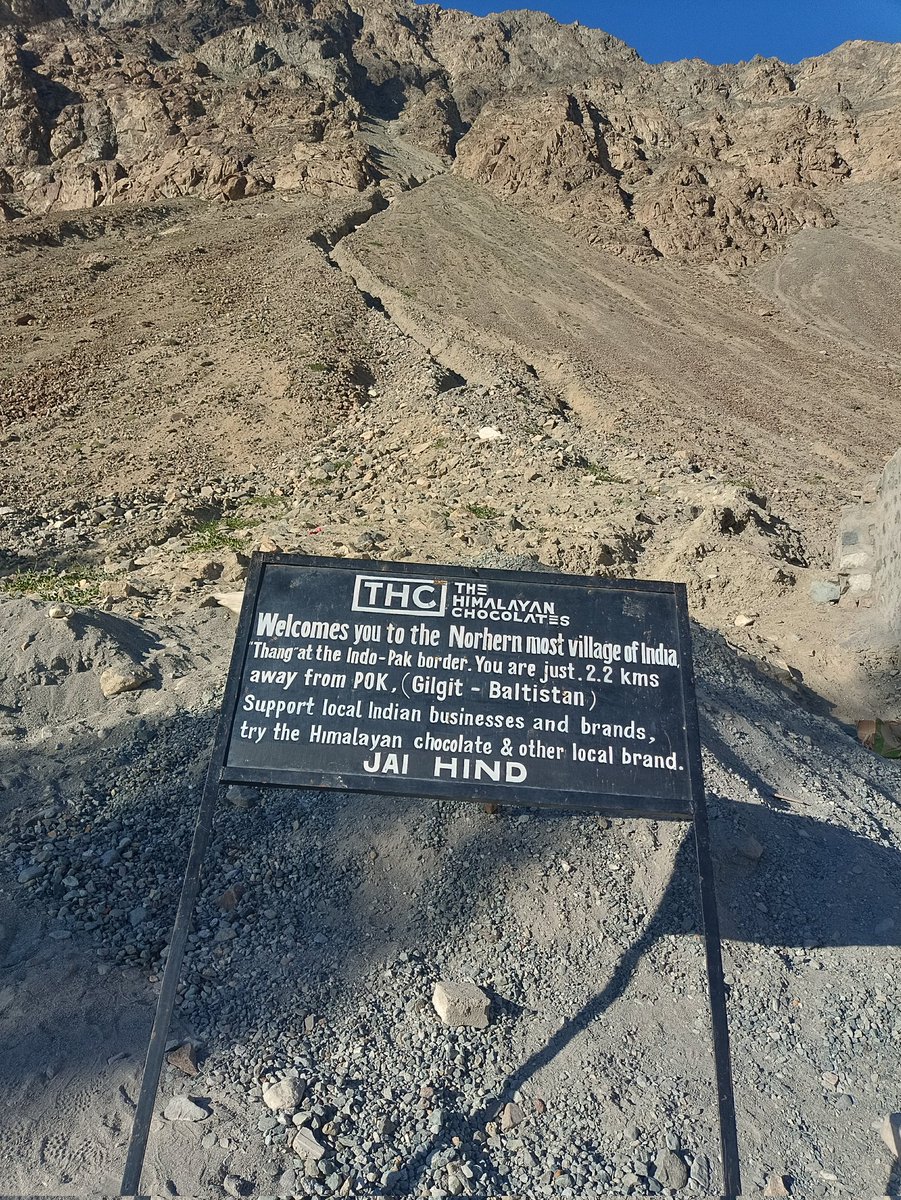 THC THE
HIMALAYAN
CHOCOLATES
Welcomes you to the Norhern most village of India,
"Thang" at the Indo-Pak border. You are just. 2.2 kms
away from POK, (Gilgit - Baltistan)
Support local Indian businesses and brands,
try the Himalayan chocolate & other local brand.
JAI HIND